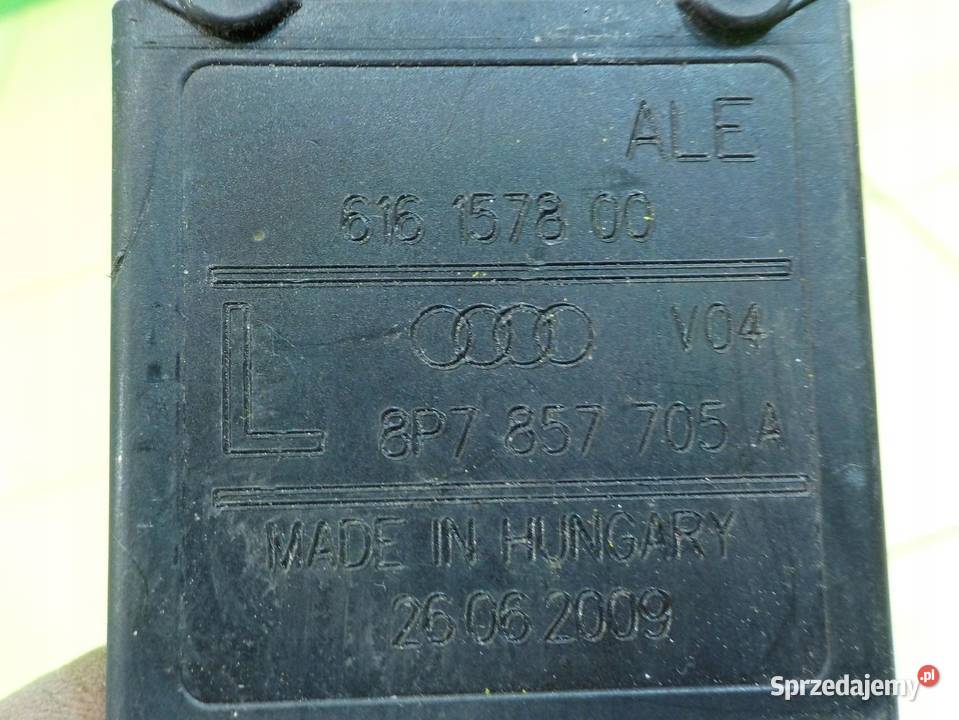 ALE
616 1578 00
L V04
8P7 857 705 A
MADE IN HUNGARY
26 06 2009
Sprzedajemy.pl